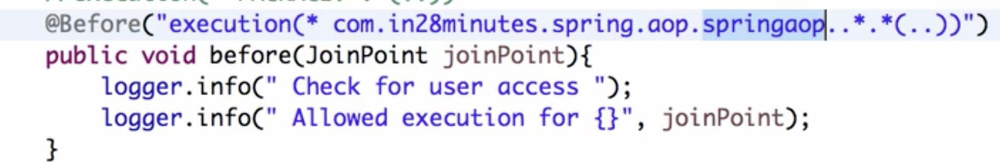 @Before("execution(* com.in28minutes.spring.aop.springaop..*.*(..))")
public void before(JoinPoint joinPoint){
logger.info(" Check for user access ");
logger.info(" Allowed execution for {}", joinPoint);
}